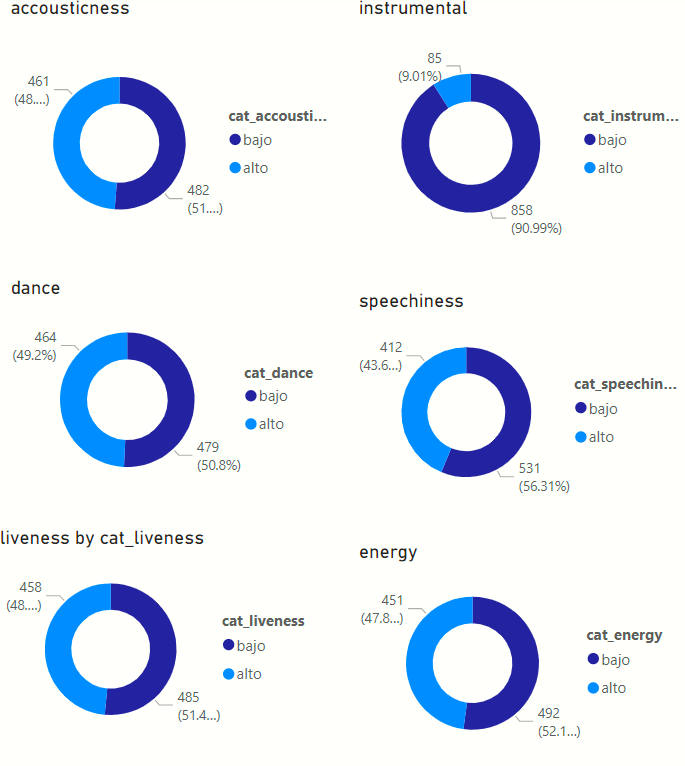 accousticness
461
(48....)
482
(51....)
cat_accousti...
bajo
alto
instrumental
85
(9.01%)
858
(90.99%)
cat_instrum...
bajo
alto
dance
464
(49.2%)
479
(50.8%)
cat_dance
bajo
alto
speechiness
412
(43.6...)
531
(56.31%)
cat_speechin...
bajo
alto
liveness by cat_liveness
458
(48....)
485
(51.4...)
cat_liveness
bajo
alto
energy
451
(47.8...)
492
(52.1...)
cat_energy
bajo
alto